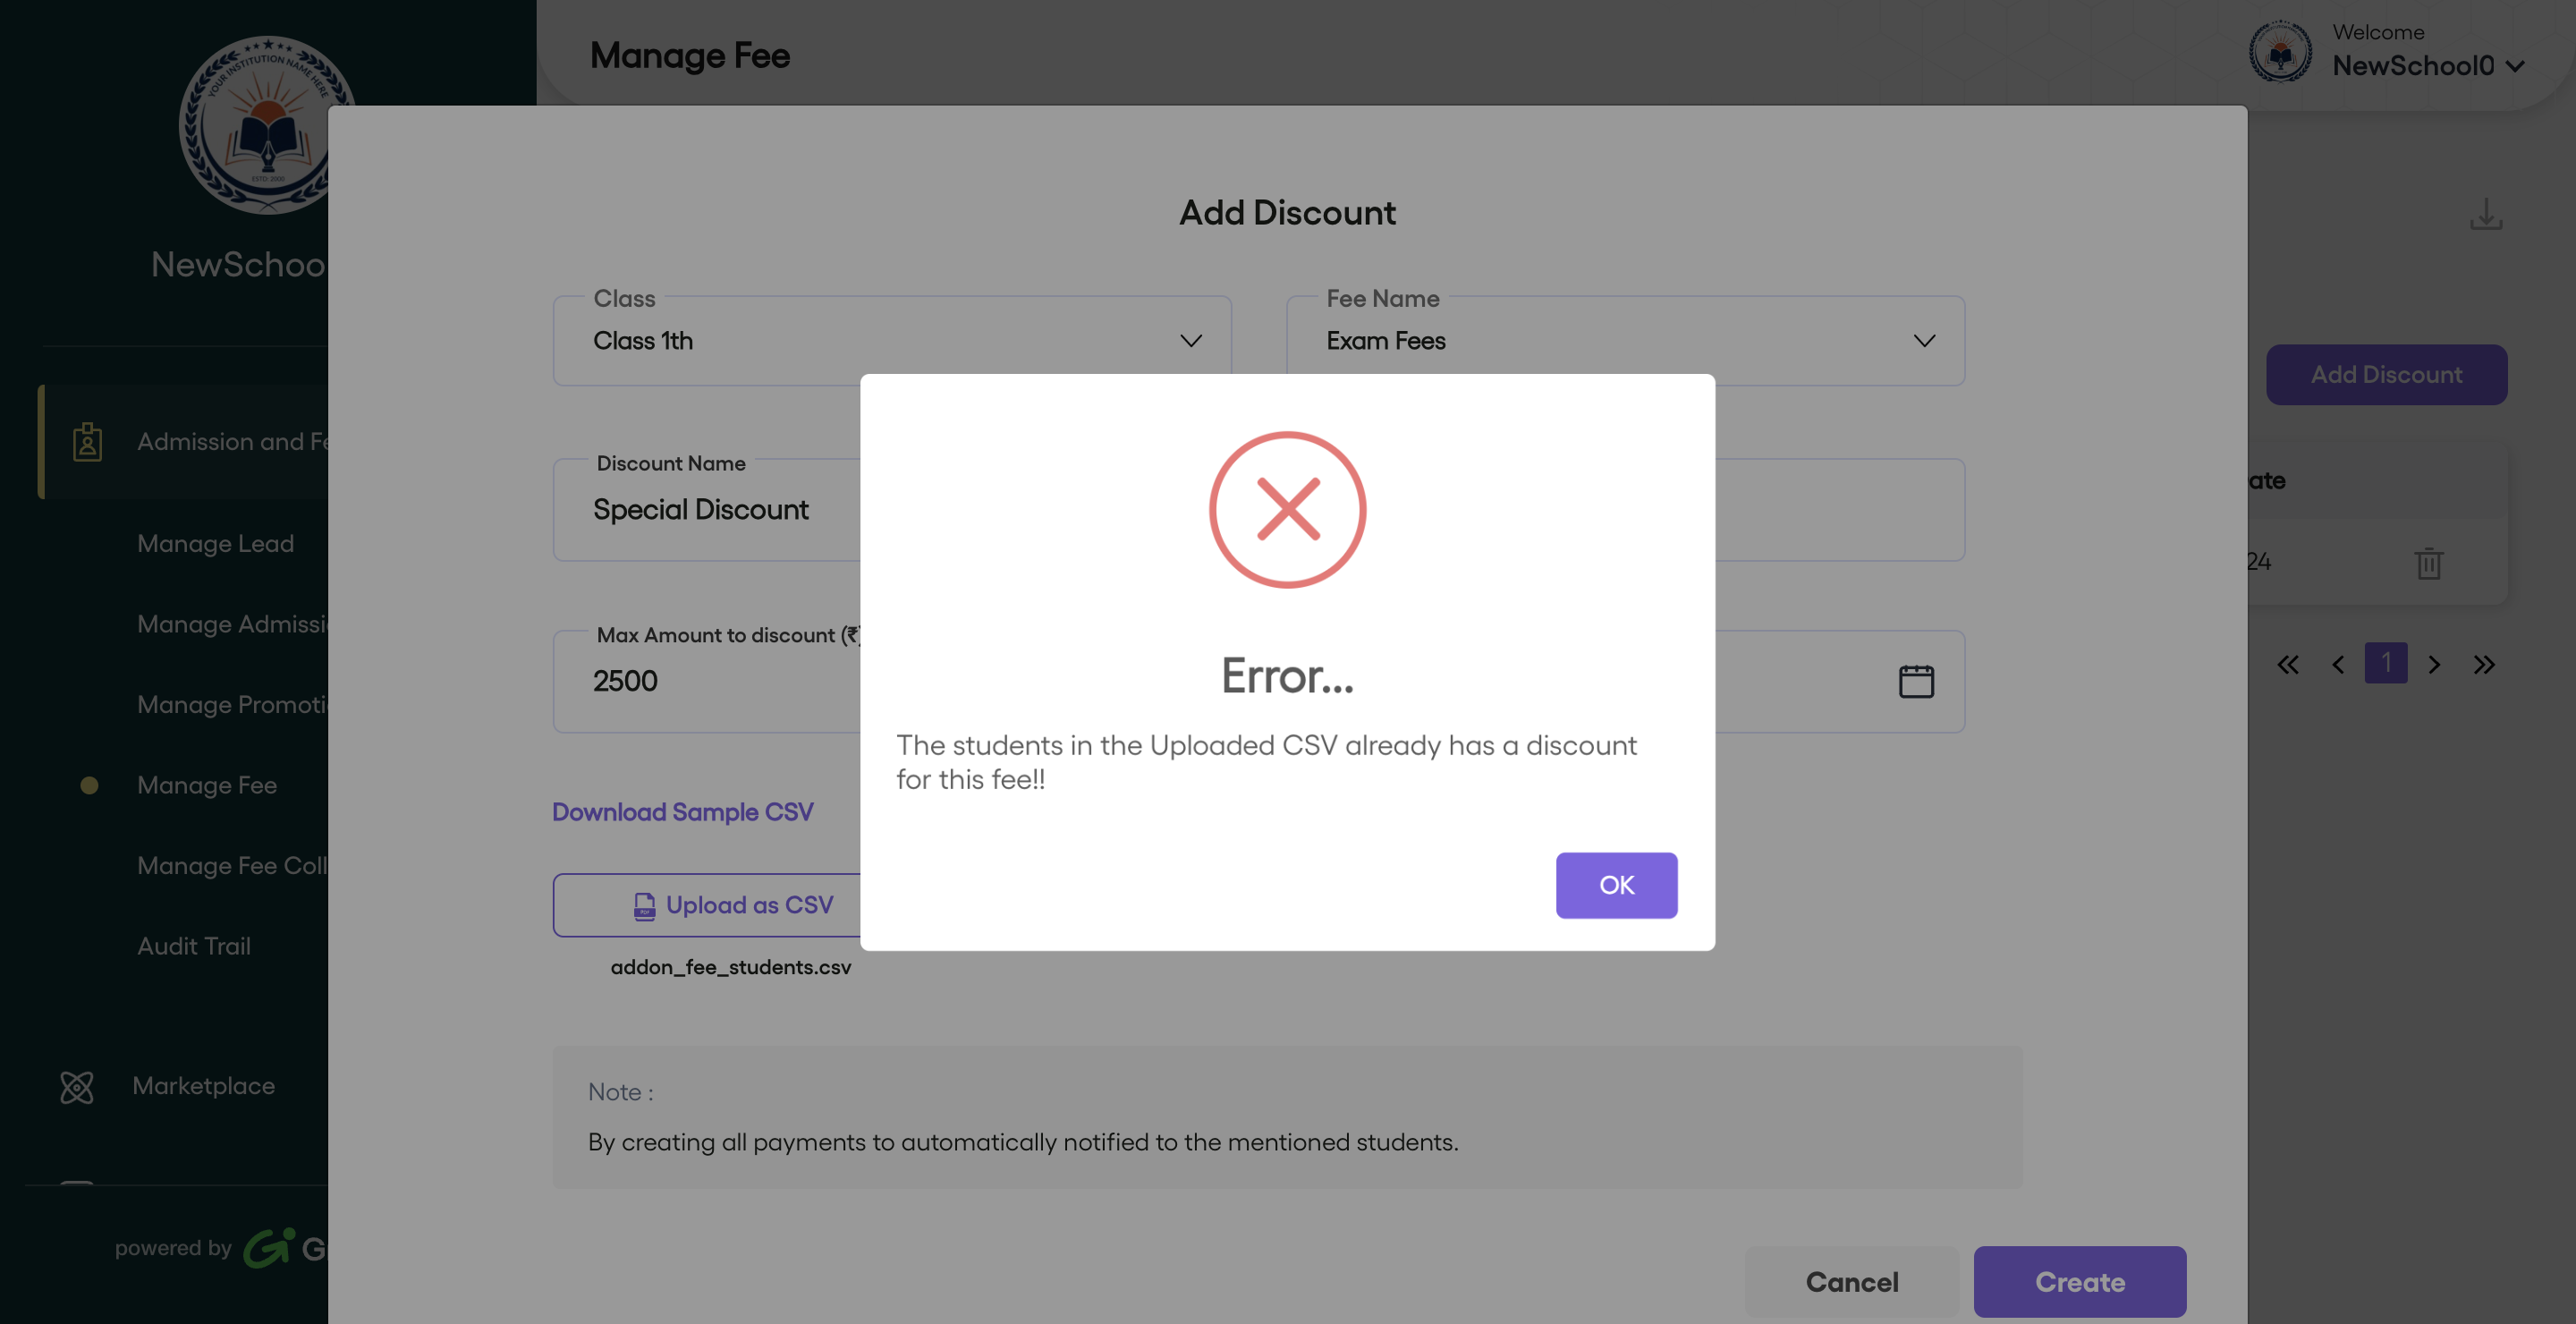 YOUR INSTITUTION NAME HERE
ESTD: 2000
NewSchoo
Admission and Fe
Manage Lead
Manage Admissi
Manage Promoti
Manage Fee
Manage Fee Coll
Audit Trail
Marketplace
powered by G
Manage Fee
Welcome
NewSchool0
Add Discount
Class
Class 1th
Fee Name
Exam Fees
Discount Name
Special Discount
Max Amount to discount (₹)
2500
Download Sample CSV
Upload as CSV
addon_fee_students.csv
Error...
The students in the Uploaded CSV already has a discount
for this fee!!
OK
Note :
By creating all payments to automatically notified to the mentioned students.
Cancel
Create
Add Discount
ate
24
1